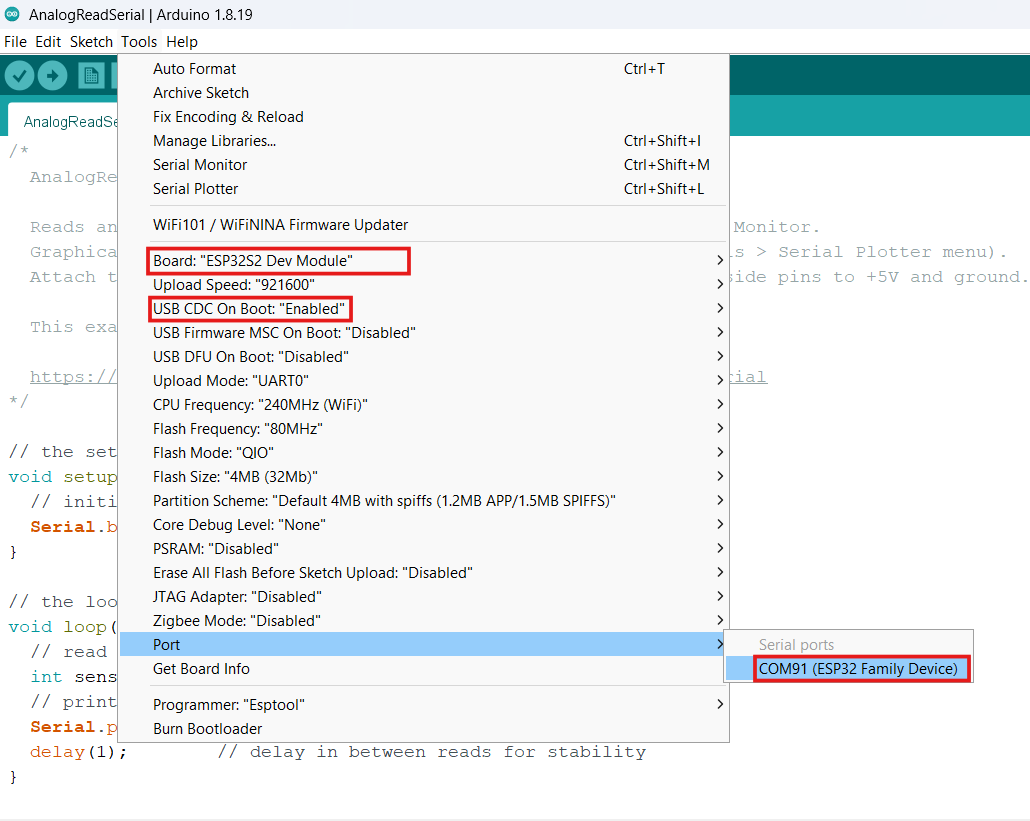 AnalogReadSerial | Arduino 1.8.19
File Edit Sketch Tools Help
AnalogReadSe
Auto Format Ctrl+T
Archive Sketch
Fix Encoding & Reload
Manage Libraries... Ctrl+Shift+I
Serial Monitor Ctrl+Shift+M
Serial Plotter Ctrl+Shift+L
WiFi101 / WiFiNINA Firmware Updater
Board: "ESP32S2 Dev Module"
Upload Speed: "921600"
USB CDC On Boot: "Enabled"
USB Firmware MSC On Boot: "Disabled"
USB DFU On Boot: "Disabled"
Upload Mode: "UART0"
CPU Frequency: "240MHz (WiFi)"
Flash Frequency: "80MHz"
Flash Mode: "QIO"
Flash Size: "4MB (32Mb)"
Partition Scheme: "Default 4MB with spiffs (1.2MB APP/1.5MB SPIFFS)"
Core Debug Level: "None"
PSRAM: "Disabled"
Erase All Flash Before Sketch Upload: "Disabled"
JTAG Adapter: "Disabled"
Zigbee Mode: "Disabled"
Port
Get Board Info
Programmer: "Esptool"
Burn Bootloader
Serial ports
COM91 (ESP32 Family Device)
/*
AnalogRe
Reads an Monitor.
Graphica ls > Serial Plotter menu).
Attach t side pins to +5V and ground.
This exa
https:// ial
*/
// the set
void setup
// initi
Serial.b
}
// the loo
void loop(
// read
int sens
// print
Serial.p
delay(1); // delay in between reads for stability
}